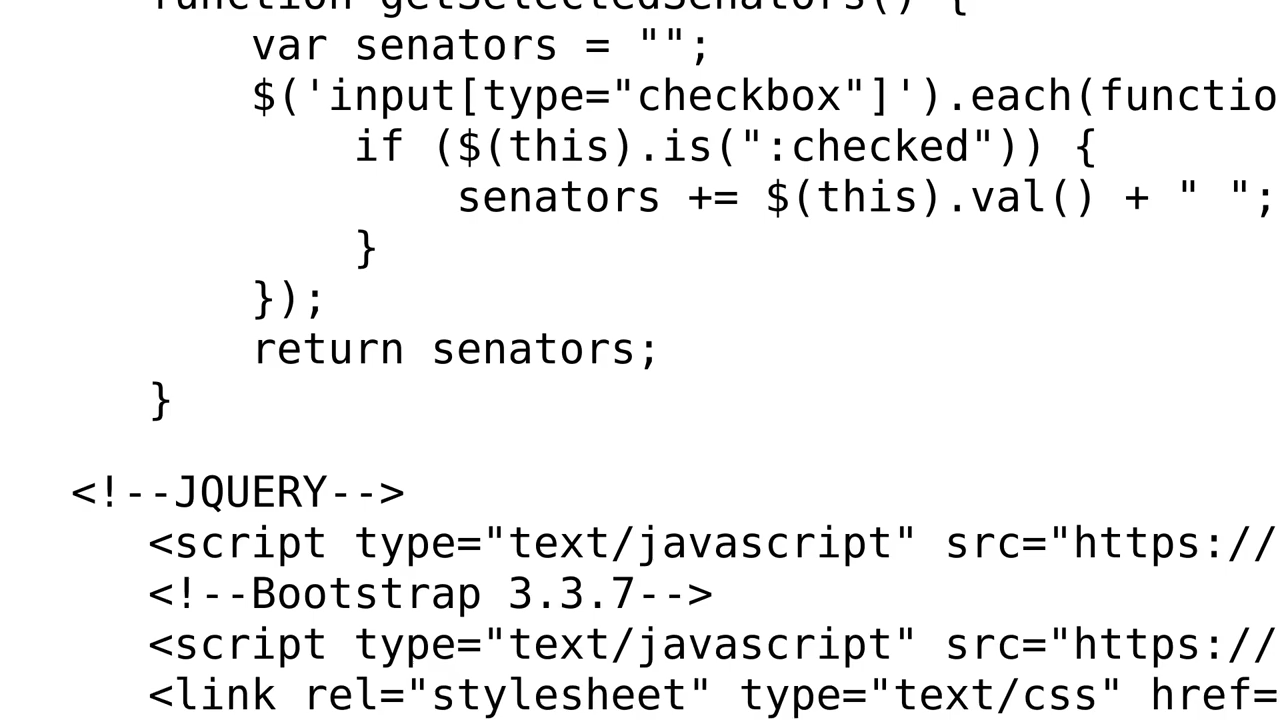 function getSelectedSenators() {
var senators = "";
$('input[type="checkbox"]').each(functio
if ($(this).is(":checked")) {
senators += $(this).val() + " ";
}
});
return senators;
}
<!--JQUERY-->
<script type="text/javascript" src="https://
<!--Bootstrap 3.3.7-->
<script type="text/javascript" src="https://
<link rel="stylesheet" type="text/css" href=